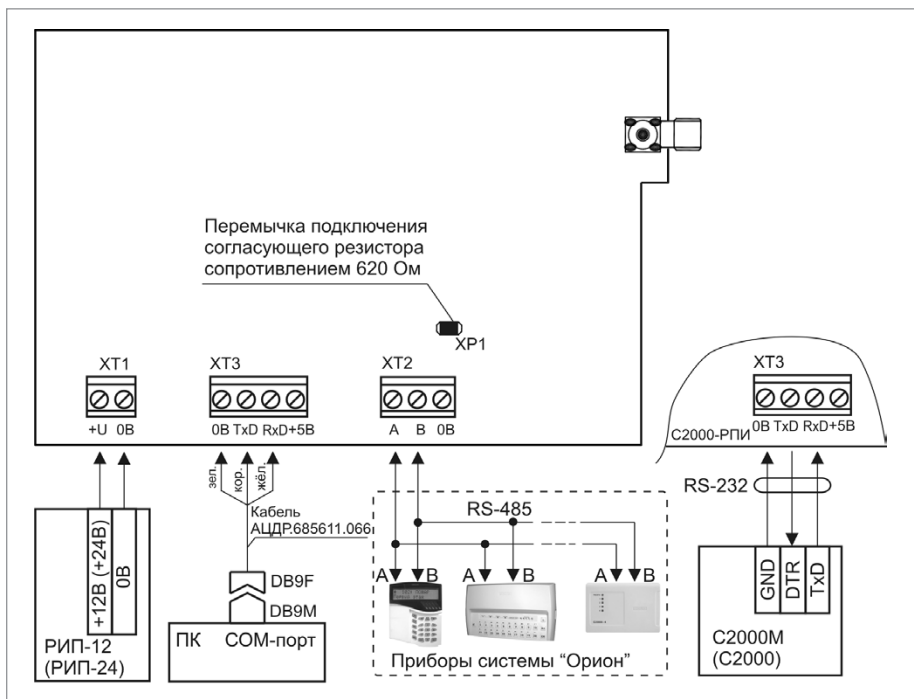 Перемычка подключения
согласующего резистора
сопротивлением 620 Ом
XP1
XT1
+U 0В
XT3
0В TxD RxD +5В
XT2
А В 0В
XT3
0В TxD RxD +5В
С2000-РПИ
зел.
кор.
жёл.
Кабель
АЦДР.685611.066
DB9F
DB9M
ПК COM-порт
+12В (+24В)
0В
РИП-12
(РИП-24)
RS-485
А В А В А В
Приборы системы “Орион”
RS-232
GND
DTR
TxD
С2000М
(С2000)